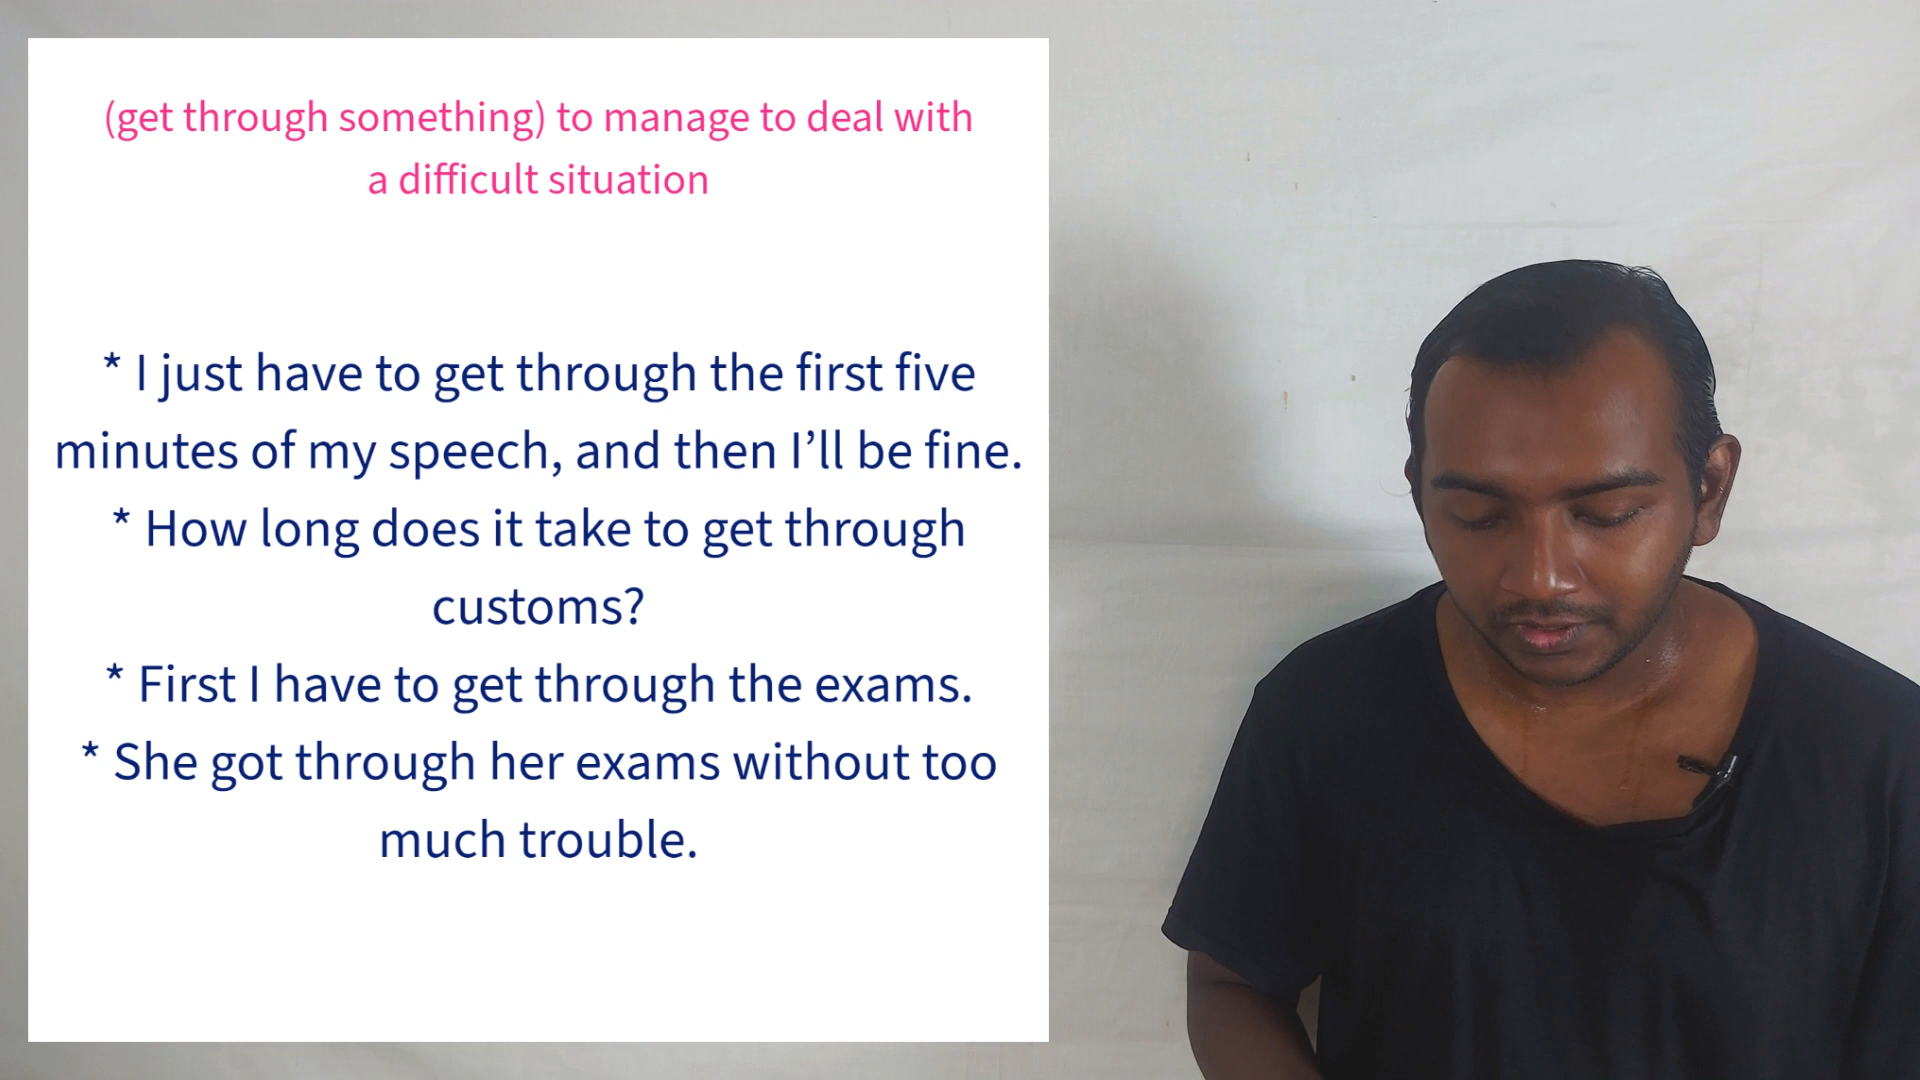 (get through something) to manage to deal with
a difficult situation
* I just have to get through the first five
minutes of my speech, and then I’ll be fine.
* How long does it take to get through
customs?
* First I have to get through the exams.
* She got through her exams without too
much trouble.